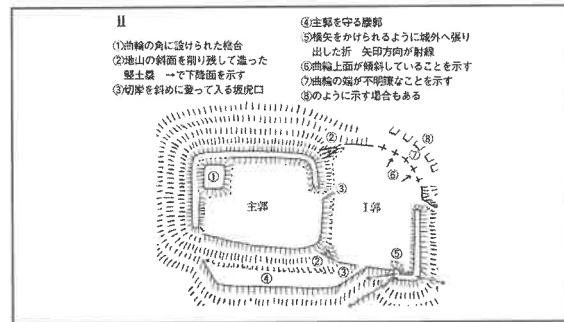 11
①曲輪の角に設けられた櫓台
②地山の斜面を削り残して造った
竪土塁 →で下降面を示す
③切岸を斜めに登って入る坂虎口
④主郭を守る腰郭
⑤横矢をかけられるように城外へ張り
出した折 矢印方向が射線
⑥曲輪上面が傾斜していることを示す
⑦曲輪の端が不明瞭なことを示す
⑧のように示す場合もある
② ⑧
⑦
⑥
①
③
主郭 Ⅰ郭
② ③ ⑤
④